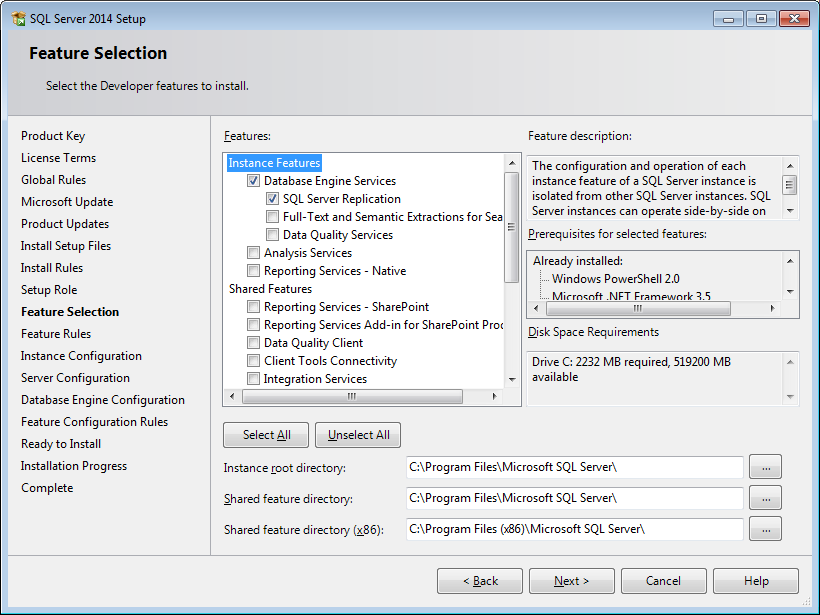 SQL Server 2014 Setup
Feature Selection
Select the Developer features to install.
Product Key
License Terms
Global Rules
Microsoft Update
Product Updates
Install Setup Files
Install Rules
Setup Role
Feature Selection
Feature Rules
Instance Configuration
Server Configuration
Database Engine Configuration
Feature Configuration Rules
Ready to Install
Installation Progress
Complete
Features:
Instance Features
Database Engine Services
SQL Server Replication
Full-Text and Semantic Extractions for Sea
Data Quality Services
Analysis Services
Reporting Services - Native
Shared Features
Reporting Services - SharePoint
Reporting Services Add-in for SharePoint Proc
Data Quality Client
Client Tools Connectivity
Integration Services
Feature description:
The configuration and operation of each
instance feature of a SQL Server instance is
isolated from other SQL Server instances. SQL
Server instances can operate side-by-side on
Prerequisites for selected features:
Already installed:
Windows PowerShell 2.0
Microsoft .NET Framework 3.5
Disk Space Requirements
Drive C: 2232 MB required, 519200 MB
available
Select All
Unselect All
Instance root directory:
C:\Program Files\Microsoft SQL Server\
...
Shared feature directory:
C:\Program Files\Microsoft SQL Server\
...
Shared feature directory (x86):
C:\Program Files (x86)\Microsoft SQL Server\
...
< Back
Next >
Cancel
Help